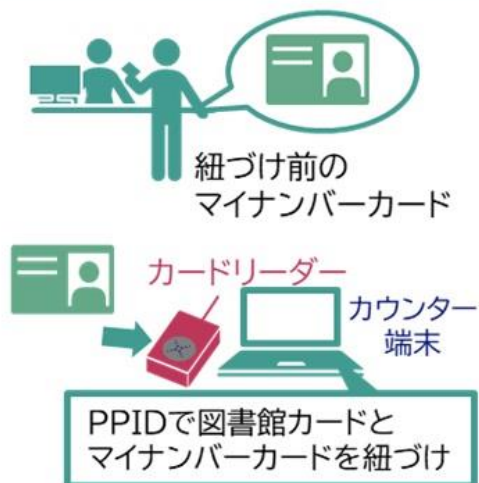 紐づけ前の
マイナンバーカード
カードリーダー
カウンター
端末
PPIDで図書館カードと
マイナンバーカードを紐づけ